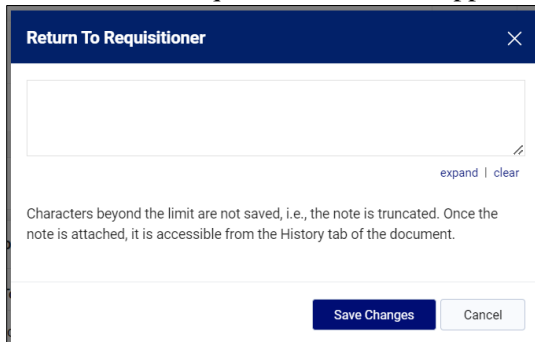 Return To Requisitioner
expand | clear
Characters beyond the limit are not saved, i.e., the note is truncated. Once the
note is attached, it is accessible from the History tab of the document.
Save Changes
Cancel